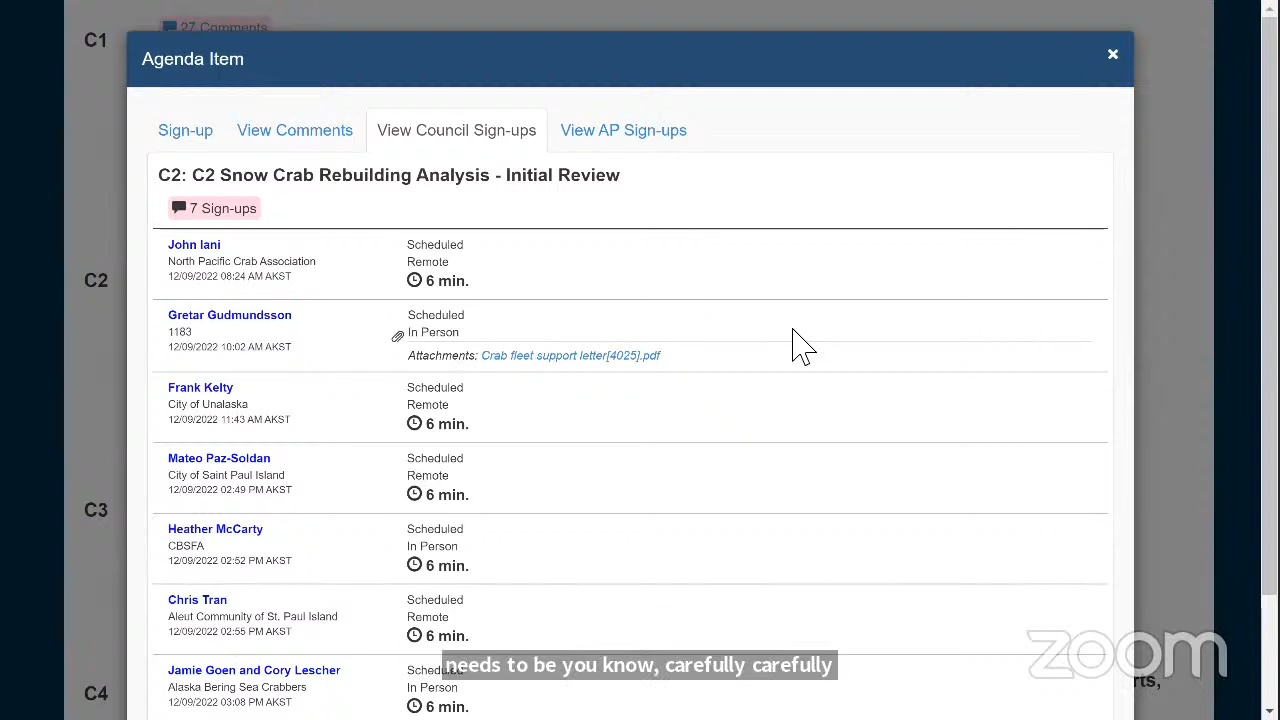 C1
27 Comments
Agenda Item
×
Sign-up
View Comments
View Council Sign-ups
View AP Sign-ups
C2: C2 Snow Crab Rebuilding Analysis - Initial Review
7 Sign-ups
John Iani
North Pacific Crab Association
12/09/2022 08:24 AM AKST
Scheduled
Remote
6 min.
C2
Gretar Gudmundsson
1183
12/09/2022 10:02 AM AKST
Scheduled
In Person
Attachments: Crab fleet support letter[4025].pdf
Frank Kelty
City of Unalaska
12/09/2022 11:43 AM AKST
Scheduled
Remote
6 min.
Mateo Paz-Soldan
City of Saint Paul Island
12/09/2022 02:49 PM AKST
Scheduled
Remote
6 min.
C3
Heather McCarty
CBSFA
12/09/2022 02:52 PM AKST
Scheduled
In Person
6 min.
Chris Tran
Aleut Community of St. Paul Island
12/09/2022 02:55 PM AKST
Scheduled
Remote
6 min.
Jamie Goen and Cory Lescher
Alaska Bering Sea Crabbers
12/09/2022 03:08 PM AKST
Scheduled
In Person
6 min.
C4
needs to be you know, carefully carefully
zoom